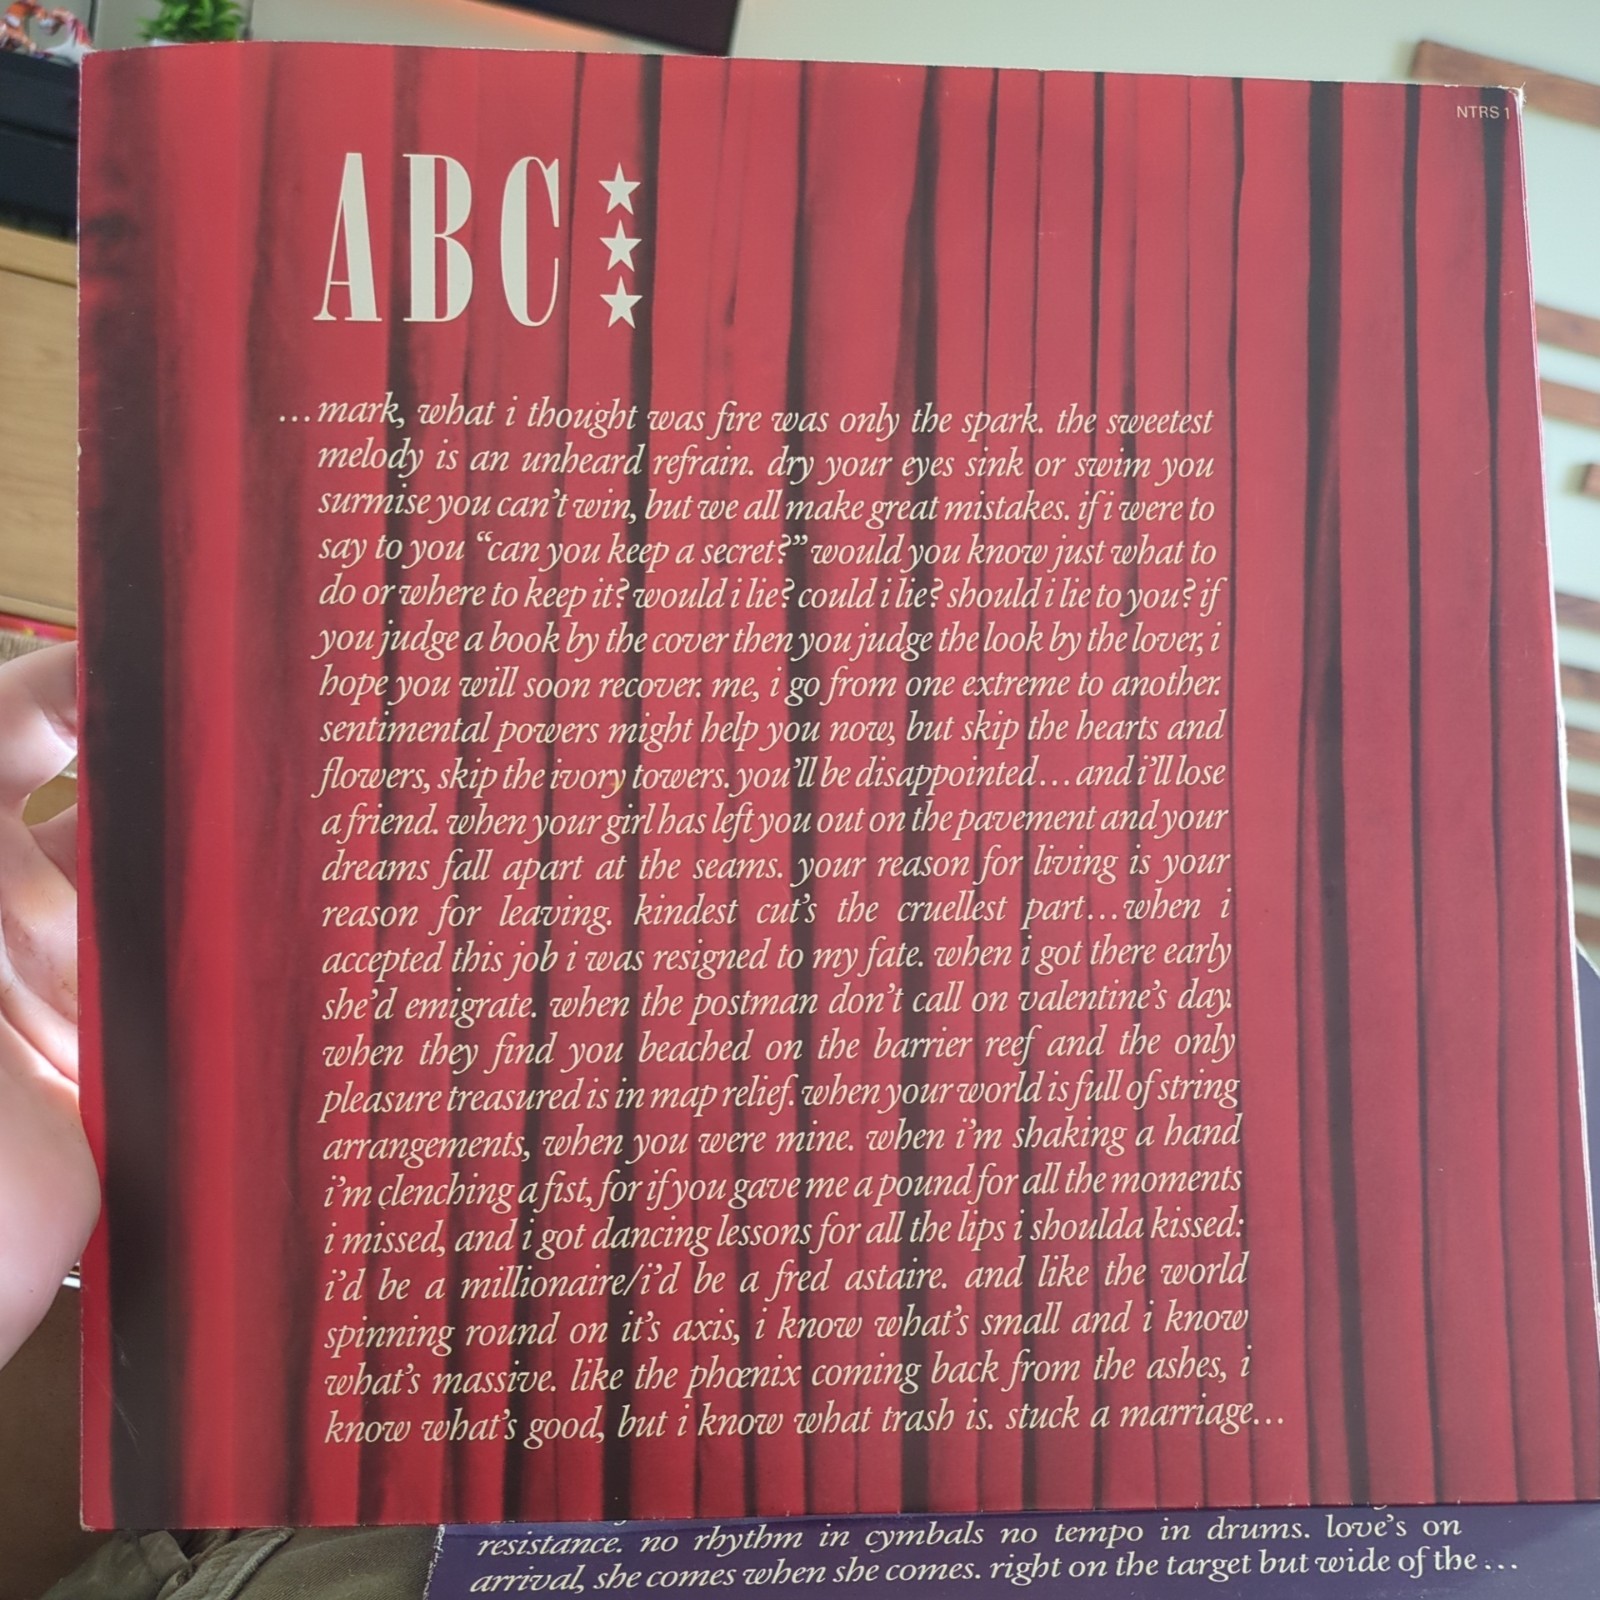 NTRS 1
ABC
...mark, what i thought was fire was only the spark. the sweetest
melody is an unheard refrain. dry your eyes sink or swim you
surmise you can't win, but we all make great mistakes. if i were to
say to you “can you keep a secret?” would you know just what to
do or where to keep it? would i lie? could i lie? should i lie to you? if
you judge a book by the cover then you judge the look by the lover, i
hope you will soon recover. me, i go from one extreme to another.
sentimental powers might help you now, but skip the hearts and
flowers, skip the ivory towers. you'll be disappointed...and i'll lose
a friend. when your girl has left you out on the pavement and your
dreams fall apart at the seams. your reason for living is your
reason for leaving. kindest cut's the cruellest part...when i
accepted this job i was resigned to my fate. when i got there early
she'd emigrate. when the postman don't call on valentine's day.
when they find you beached on the barrier reef and the only
pleasure treasured is in map relief. when your world is full of string
arrangements, when you were mine. when i'm shaking a hand
i'm clenching a fist, for if you gave me a pound for all the moments
i missed, and i got dancing lessons for all the lips i shoulda kissed:
i'd be a millionaire/i'd be a fred astaire. and like the world
spinning round on it's axis, i know what's small and i know
what's massive. like the phœnix coming back from the ashes, i
know what's good, but i know what trash is. stuck a marriage...
resistance. no rhythm in cymbals no tempo in drums. love's on
arrival, she comes when she comes. right on the target but wide of the...